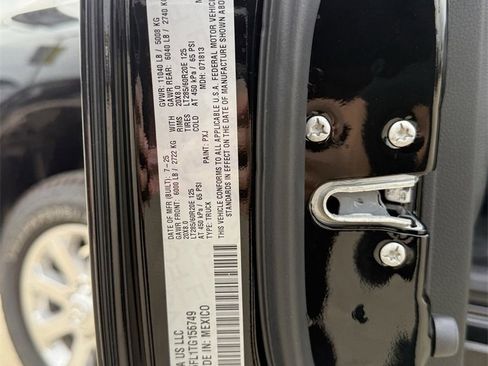 A US LLC
DATE OF MFR (BUILT): 7-25
GVWR: 11040 LB / 5008 KG
GAWR FRONT: 6000 LB / 2722 KG
WITH
GAWR REAR: 6040 LB / 2740 KG
20X8.0
RIMS
20X8.0
LT285/60R20E 125
TIRES
LT285/60R20E 125
AT 450 kPa / 65 PSI
COLD
AT 450 kPa / 65 PSI
TYPE: TRUCK
PAINT: PXJ
MDH: 071813
THIS VEHICLE CONFORMS TO ALL APPLICABLE U.S.A. FEDERAL MOTOR VEHICLE
STANDARDS IN EFFECT ON THE DATE OF MANUFACTURE SHOWN ABOVE
FL1TG156749
DE IN: MEXICO